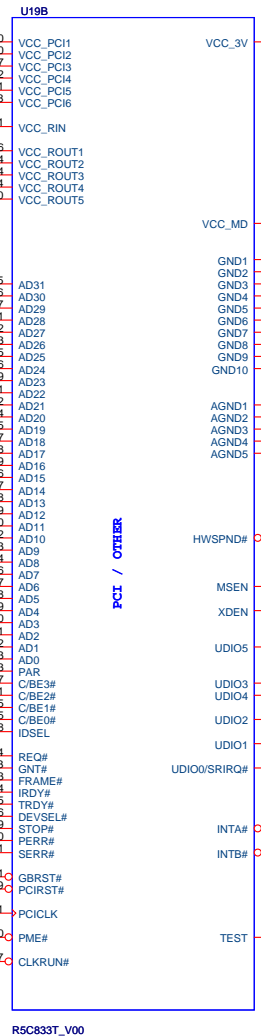 U19B
VCC_PCI1
VCC_PCI2
VCC_PCI3
VCC_PCI4
VCC_PCI5
VCC_PCI6
VCC_RIN
VCC_ROUT1
VCC_ROUT2
VCC_ROUT3
VCC_ROUT4
VCC_ROUT5
AD31
AD30
AD29
AD28
AD27
AD26
AD25
AD24
AD23
AD22
AD21
AD20
AD19
AD18
AD17
AD16
AD15
AD14
AD13
AD12
AD11
AD10
AD9
AD8
AD7
AD6
AD5
AD4
AD3
AD2
AD1
AD0
PAR
C/BE3#
C/BE2#
C/BE1#
C/BE0#
IDSEL
REQ#
GNT#
FRAME#
IRDY#
TRDY#
DEVSEL#
STOP#
PERR#
SERR#
GBRST#
PCIRST#
PCICLK
PME#
CLKRUN#
PCI / OTHER
VCC_3V
VCC_MD
GND1
GND2
GND3
GND4
GND5
GND6
GND7
GND8
GND9
GND10
AGND1
AGND2
AGND3
AGND4
AGND5
HWSPND#
MSEN
XDEN
UDIO5
UDIO3
UDIO4
UDIO2
UDIO1
UDIO0/SRIRQ#
INTA#
INTB#
TEST
R5C833T_V00